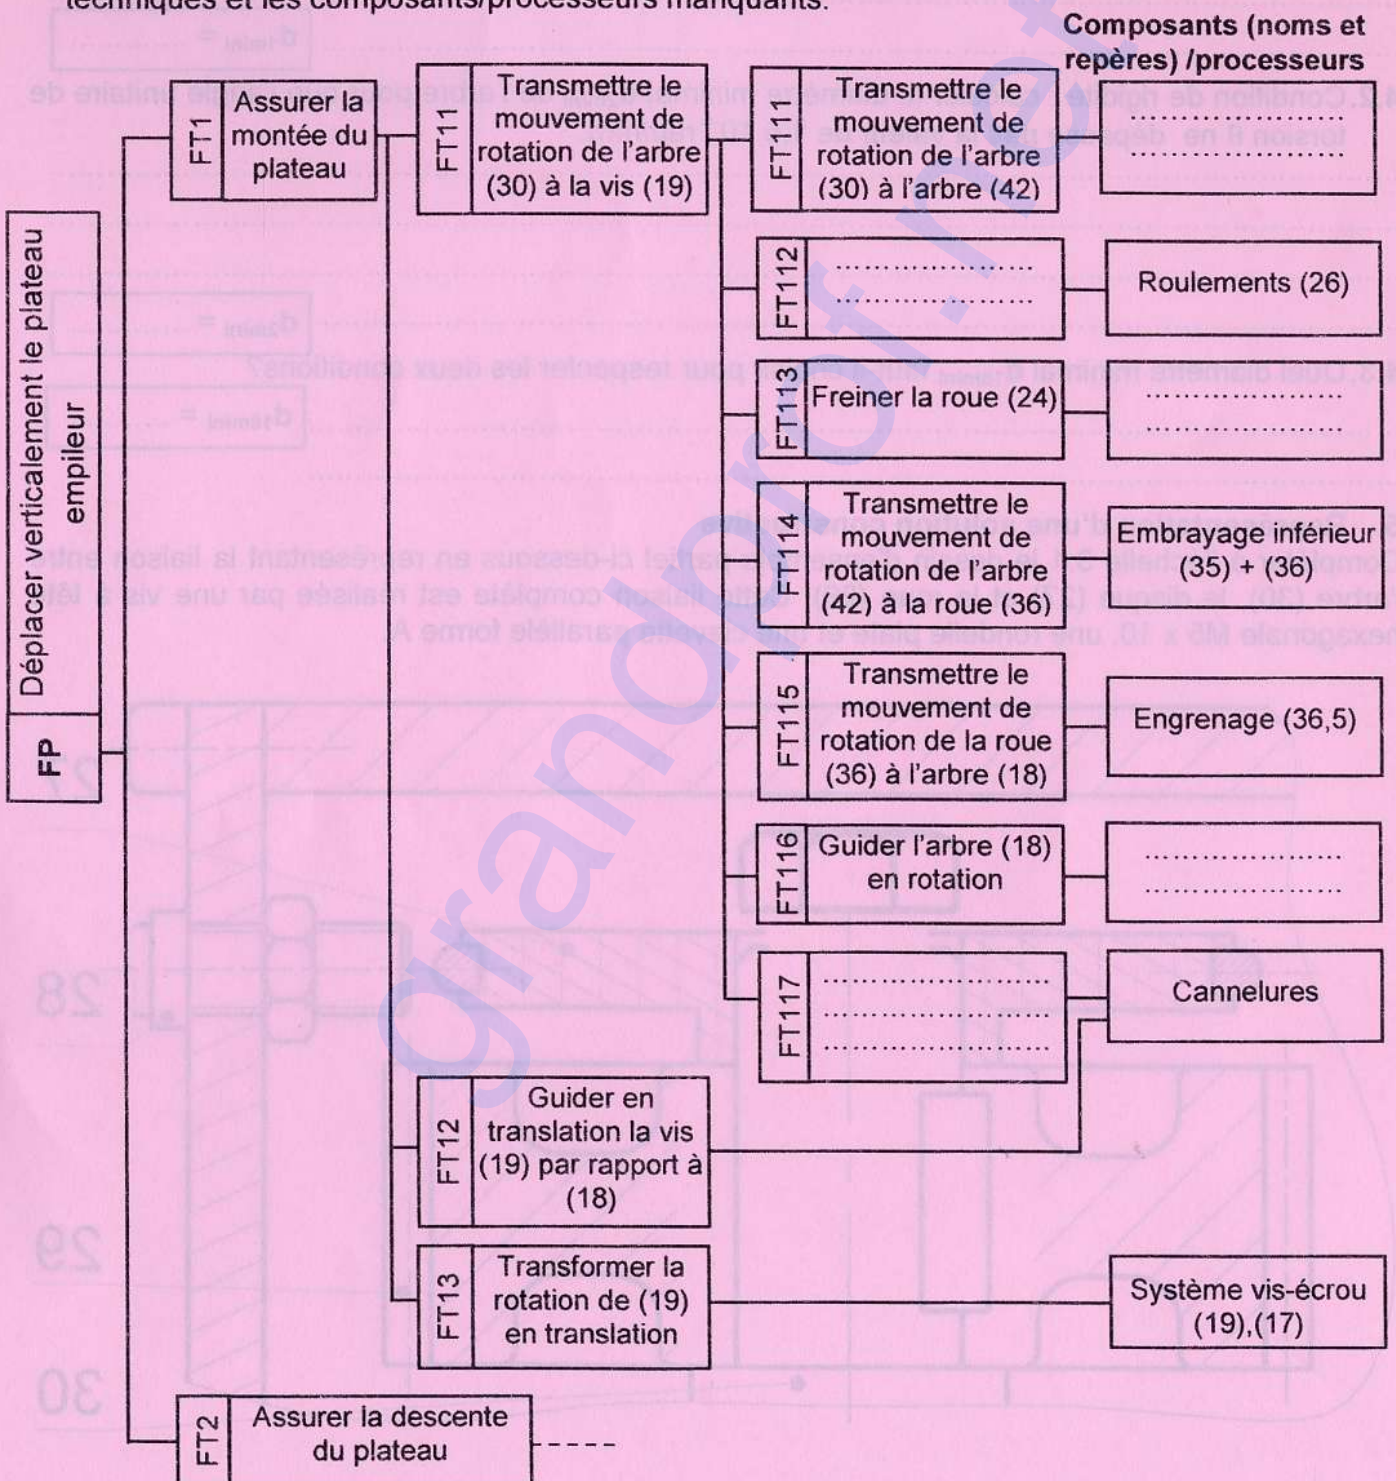 techniques et les composants/processeurs manquants.
Composants (noms et
repères) /processeurs
FP
Déplacer verticalement le plateau
empileur
FT1
Assurer la
montée du
plateau
FT11
Transmettre le
mouvement de
rotation de l'arbre
(30) à la vis (19)
FT111
Transmettre le
mouvement de
rotation de l'arbre
(30) à l'arbre (42)
..............................
..............................
FT112
..............................
..............................
Roulements (26)
FT113
Freiner la roue (24)
..............................
..............................
FT114
Transmettre le
mouvement de
rotation de l'arbre
(42) à la roue (36)
Embrayage inférieur
(35) + (36)
FT115
Transmettre le
mouvement de
rotation de la roue
(36) à l'arbre (18)
Engrenage (36,5)
FT116
Guider l'arbre (18)
en rotation
..............................
..............................
FT117
..............................
..............................
..............................
Cannelures
FT12
Guider en
translation la vis
(19) par rapport à
(18)
FT13
Transformer la
rotation de (19)
en translation
Système vis-écrou
(19),(17)
FT2
Assurer la descente
du plateau
27
28
29
30
grandprof.net